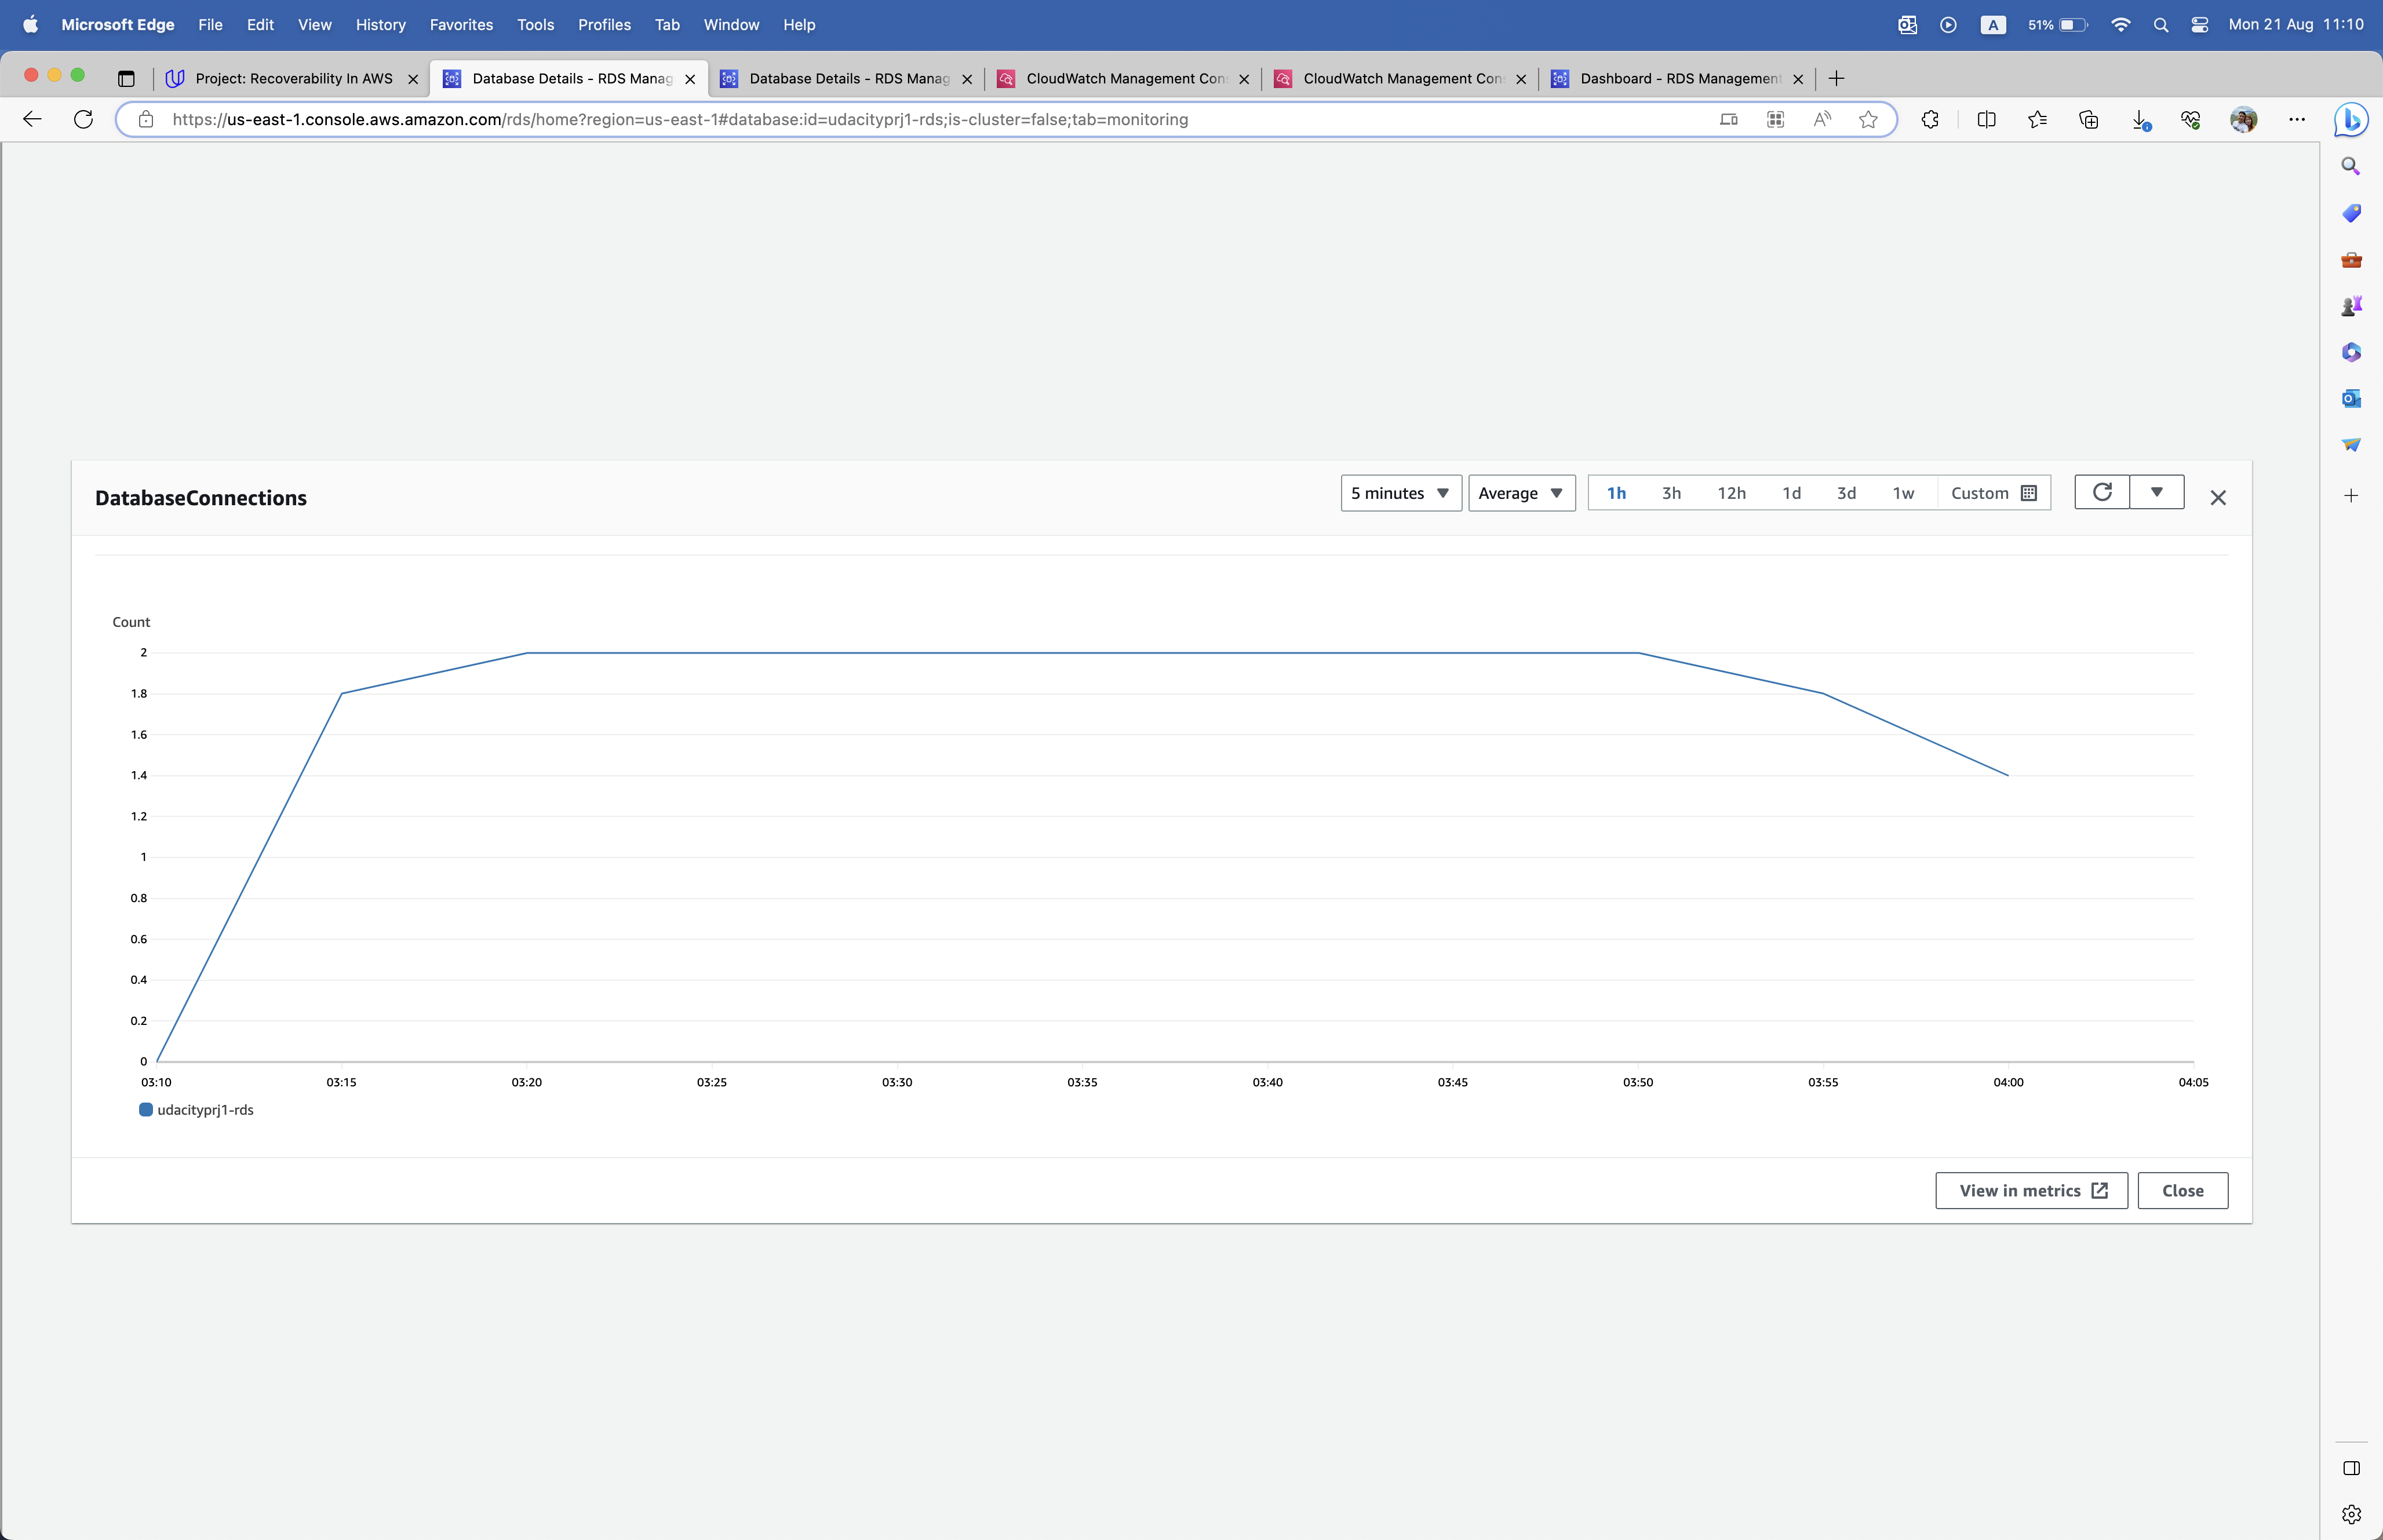 Microsoft Edge File Edit View History Favorites Tools Profiles Tab Window Help A 51% Mon 21 Aug 11:10
Project: Recoverability In AWS Database Details - RDS Manag Database Details - RDS Manag CloudWatch Management Con CloudWatch Management Con Dashboard - RDS Management
https://us-east-1.console.aws.amazon.com/rds/home?region=us-east-1#database:id=udacityprj1-rds;is-cluster=false;tab=monitoring
DatabaseConnections 5 minutes Average 1h 3h 12h 1d 3d 1w Custom
Count
2
1.8
1.6
1.4
1.2
1
0.8
0.6
0.4
0.2
0
03:10 03:15 03:20 03:25 03:30 03:35 03:40 03:45 03:50 03:55 04:00 04:05
udacityprj1-rds
View in metrics Close